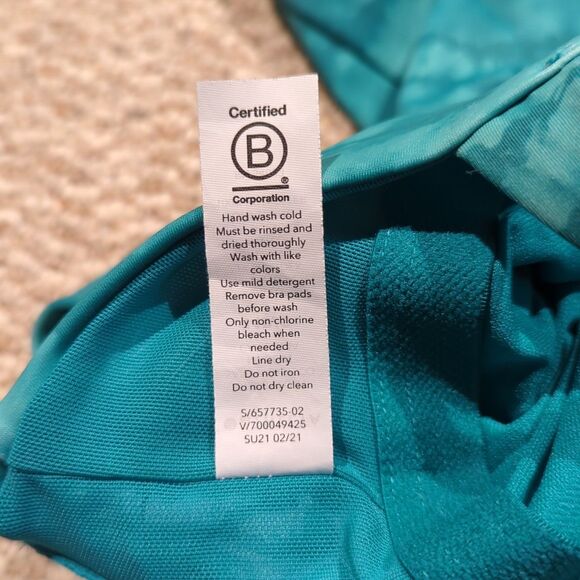 Certified
B
®
Corporation
Hand wash cold
Must be rinsed and
dried thoroughly
Wash with like
colors
Use mild detergent
Remove bra pads
before wash
Only non-chlorine
bleach when
needed
Line dry
Do not iron
Do not dry clean
S/657735-02
V/700049425
SU21 02/21